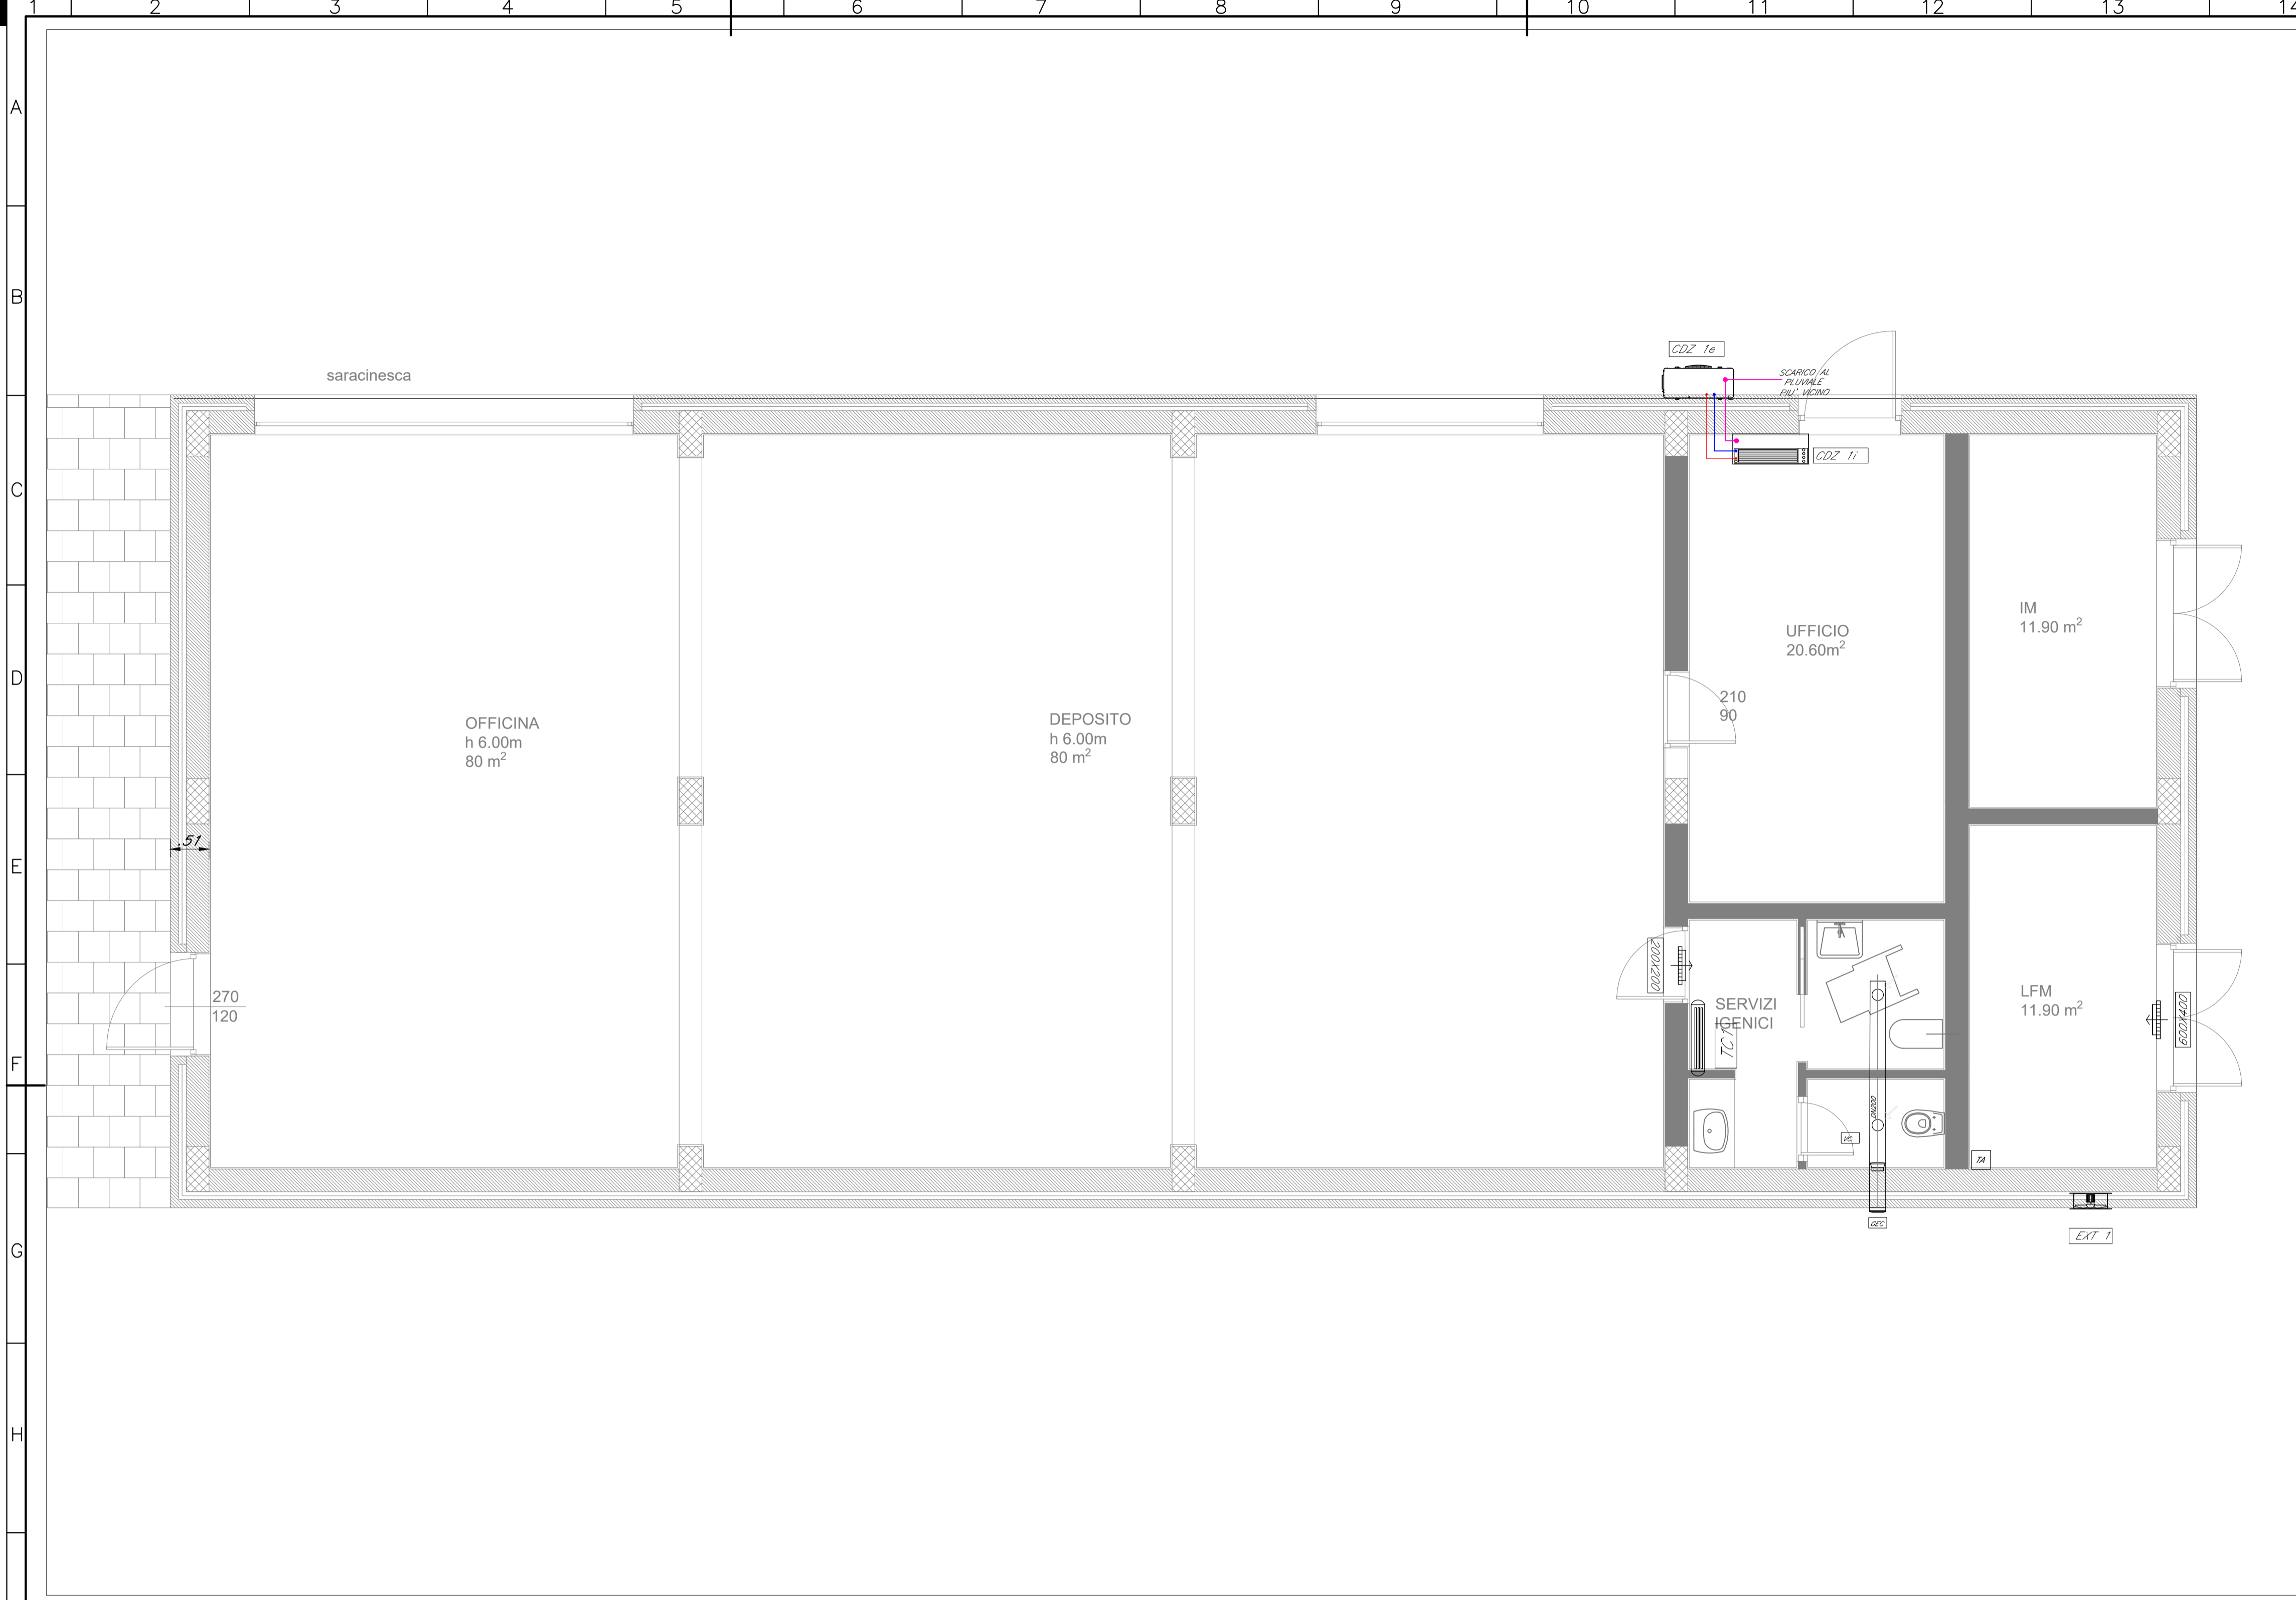 1 2 3 4 5 6 7 8 9 10 11 12 13 14
A
B
C
D
E
F
G
H
saracinesca
CDZ 1e
SCARICO AL
PLUVIALE
PIU' VICINO
CDZ 1i
OFFICINA
h 6.00m
80 m²
DEPOSITO
h 6.00m
80 m²
UFFICIO
20.60m²
210
90
IM
11.90 m²
.51
270
120
200X200
SERVIZI
IGENICI
TC 1
LFM
11.90 m²
600X400
DN200
VC
TA
GEC
EXT 1